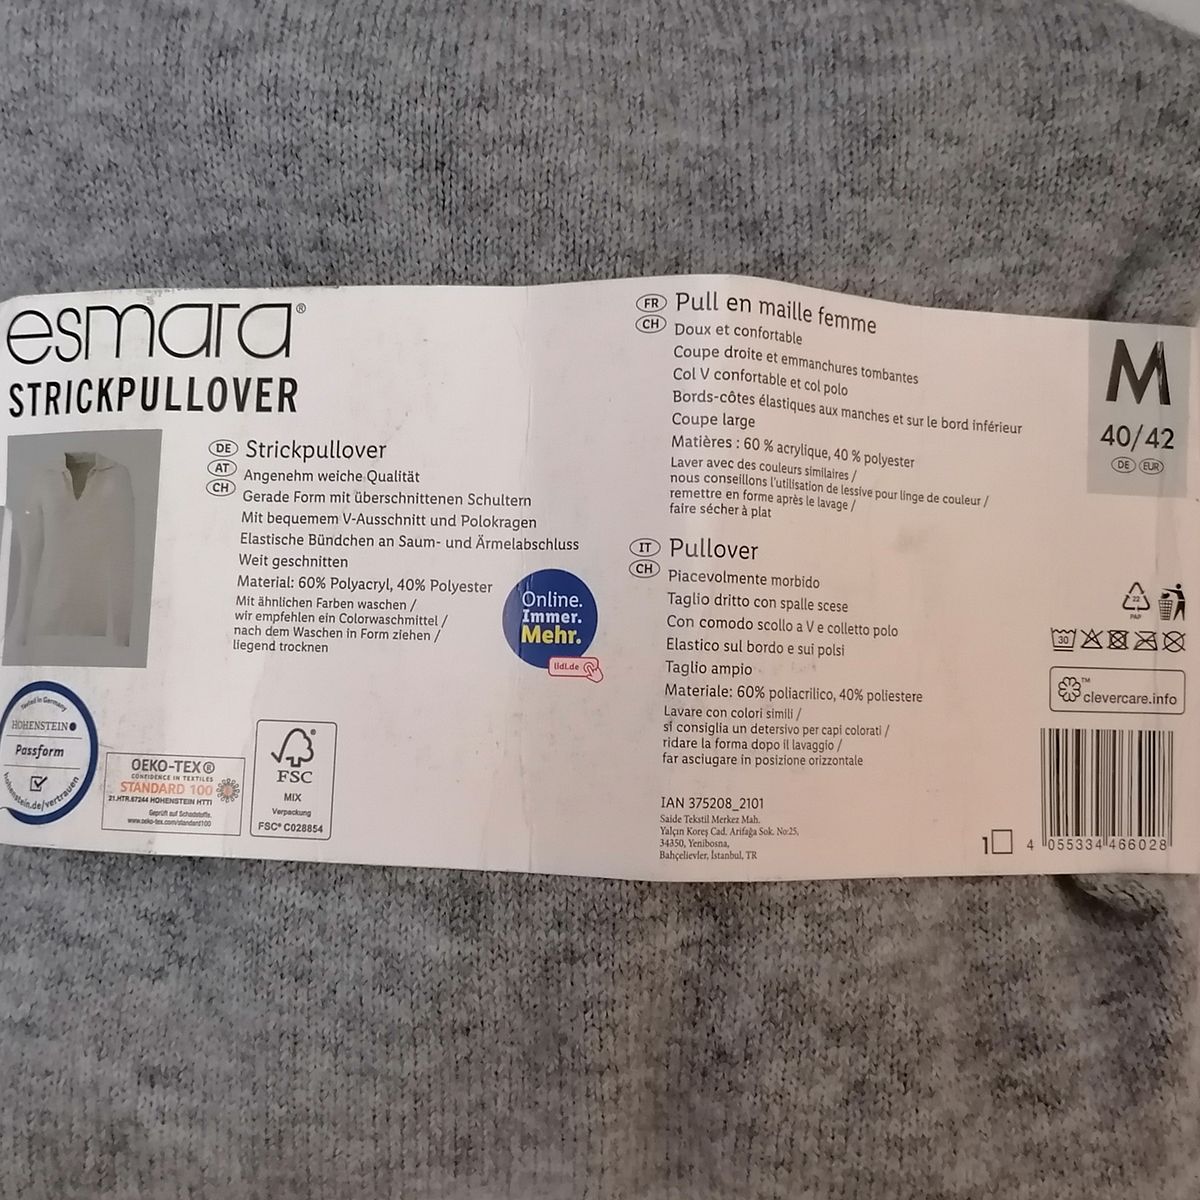 esmara®
STRICKPULLOVER
DE Strickpullover
AT Angenehm weiche Qualität
CH Gerade Form mit überschnittenen Schultern
Mit bequemem V-Ausschnitt und Polokragen
Elastische Bündchen an Saum- und Ärmelabschluss
Weit geschnitten
Material: 60% Polyacryl, 40% Polyester
Mit ähnlichen Farben waschen /
wir empfehlen ein Colorwaschmittel /
nach dem Waschen in Form ziehen /
liegend trocknen
Online.
Immer.
Mehr.
lidl.de
Tested in Germany
HOHENSTEIN
Passform
hohenstein.de/vertrauen
OEKO-TEX®
CONFIDENCE IN TEXTILES
STANDARD 100
21.HTR.67244 HOHENSTEIN HTTI
Geprüft auf Schadstoffe.
www.oeko-tex.com/standard100
FSC
MIX
Verpackung
FSC® C028854
FR Pull en maille femme
CH Doux et confortable
Coupe droite et emmanchures tombantes
Col V confortable et col polo
Bords-côtes élastiques aux manches et sur le bord inférieur
Coupe large
Matières : 60 % acrylique, 40 % polyester
Laver avec des couleurs similaires /
nous conseillons l'utilisation de lessive pour linge de couleur /
remettre en forme après le lavage /
faire sécher à plat
IT Pullover
CH Piacevolmente morbido
Taglio dritto con spalle scese
Con comodo scollo a V e colletto polo
Elastico sul bordo e sui polsi
Taglio ampio
Materiale: 60% poliacrilico, 40% poliestere
Lavare con colori simili /
si consiglia un detersivo per capi colorati /
ridare la forma dopo il lavaggio /
far asciugare in posizione orizzontale
IAN 375208_2101
Saide Tekstil Merkez Mah.
Yalçın Koreş Cad. Arifağa Sok. No:25,
34350, Yenibosna,
Bahçelievler, İstanbul, TR
M
40/42
DE EUR
22
PAP
30
™
clevercare.info
1
4 055334 466028